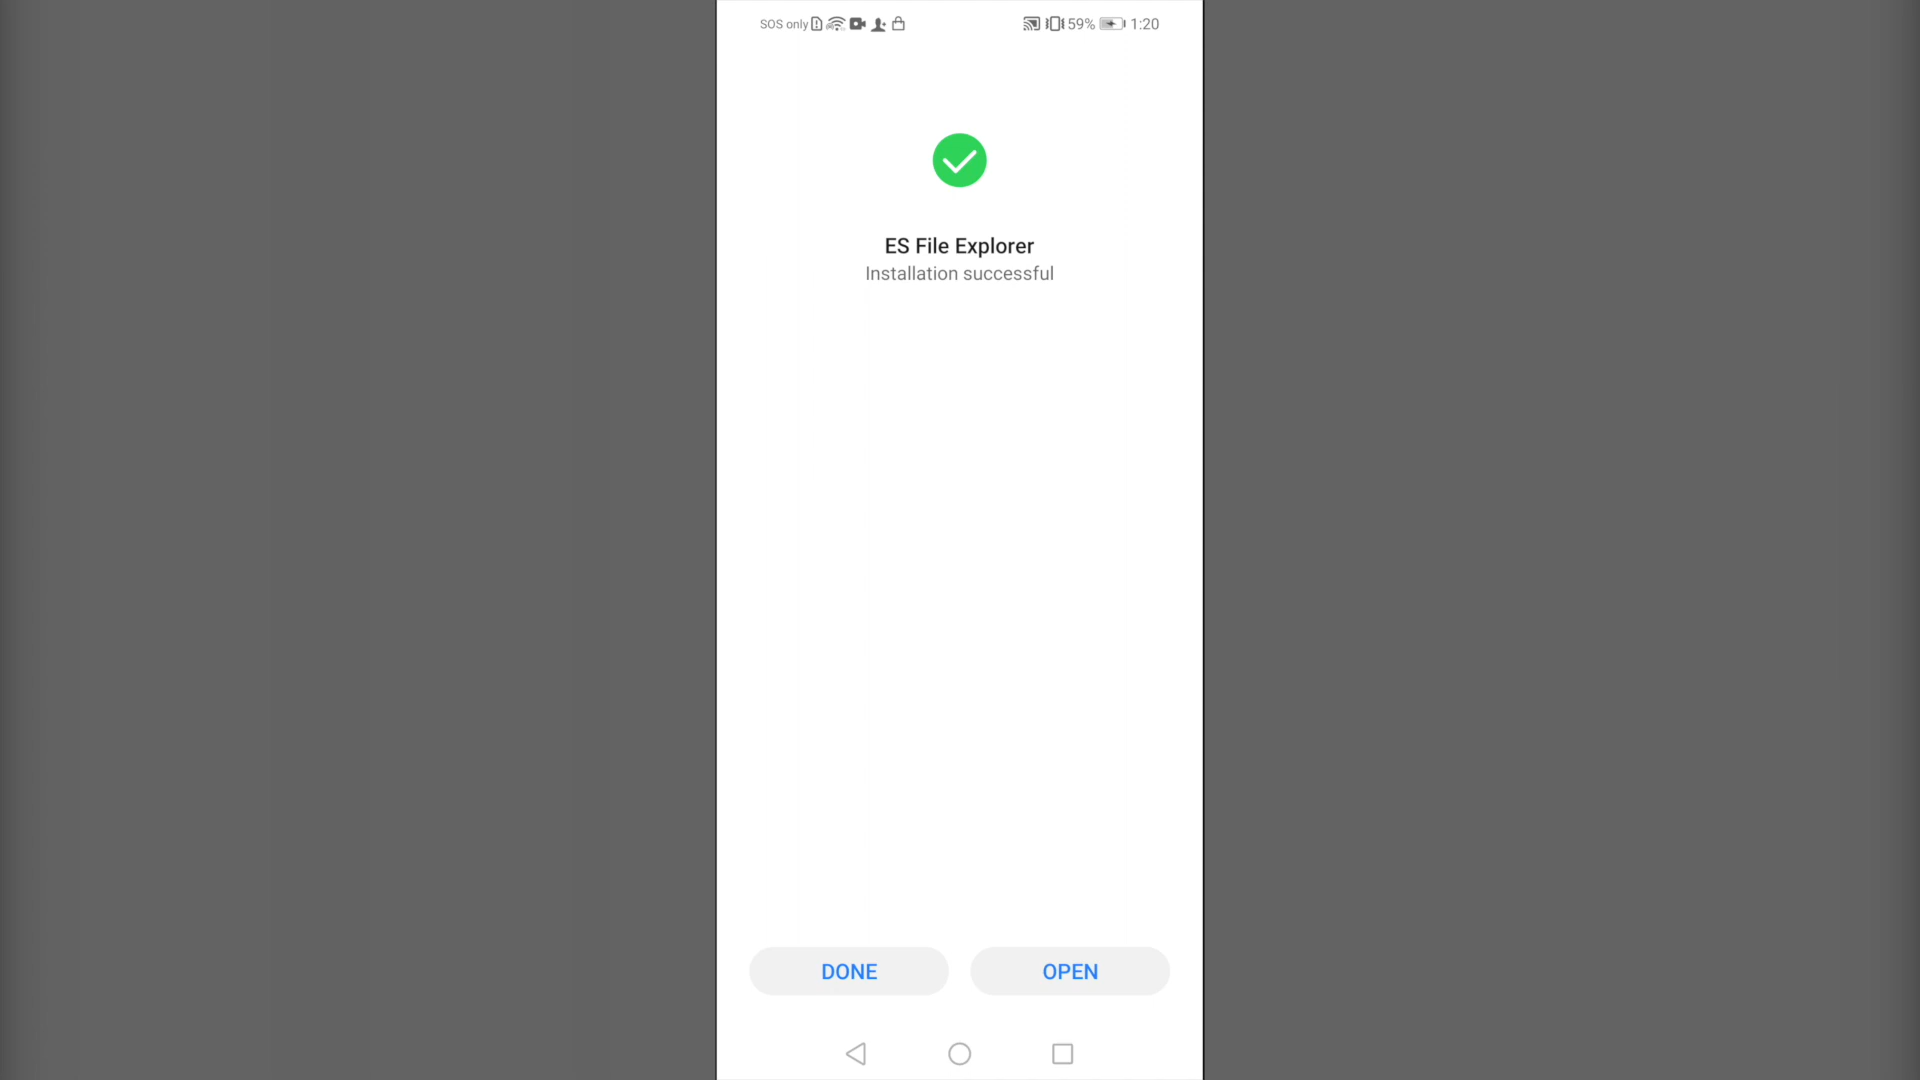 SOS only 59% 1:20
ES File Explorer
Installation successful
DONE OPEN